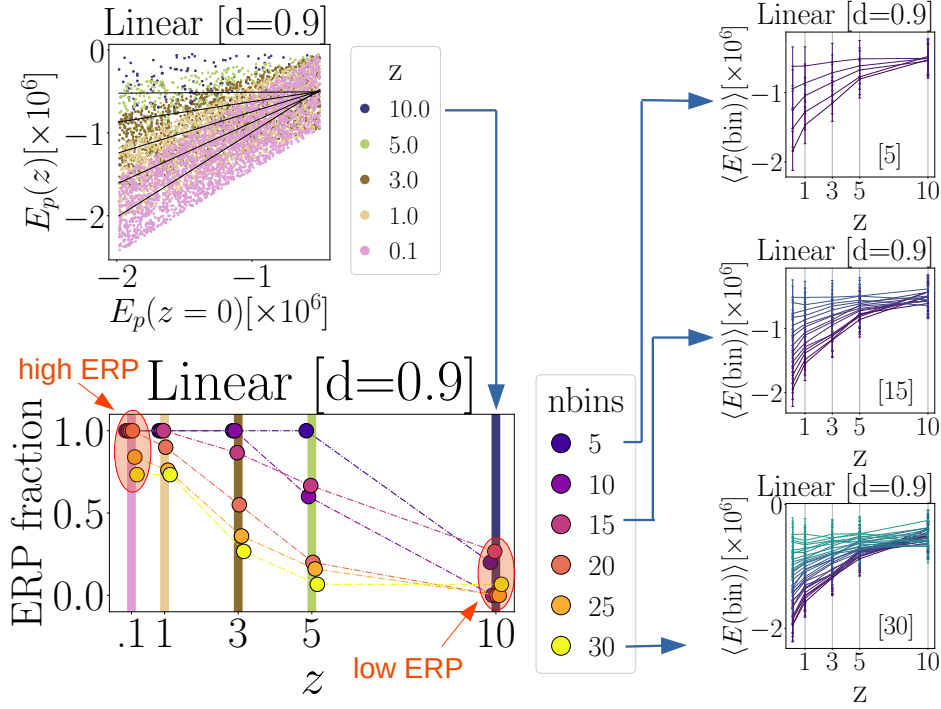 Linear [d=0.9]
0
−1
−2
E_p(z)[×10^6]
−2
−1
E_p(z = 0)[×10^6]
z
10.0
5.0
3.0
1.0
0.1
high ERP
Linear [d=0.9]
ERP fraction
1.0
0.5
0.0
.1
1
3
5
10
z
low ERP
nbins
5
10
15
20
25
30
Linear [d=0.9]
⟨E(bin)⟩[×10^6]
−1
−2
[5]
1
3
5
10
Z
Linear [d=0.9]
⟨E(bin)⟩[×10^6]
−1
−2
[15]
1
3
5
10
Z
Linear [d=0.9]
⟨E(bin)⟩[×10^6]
0
−2
[30]
1
3
5
10
Z